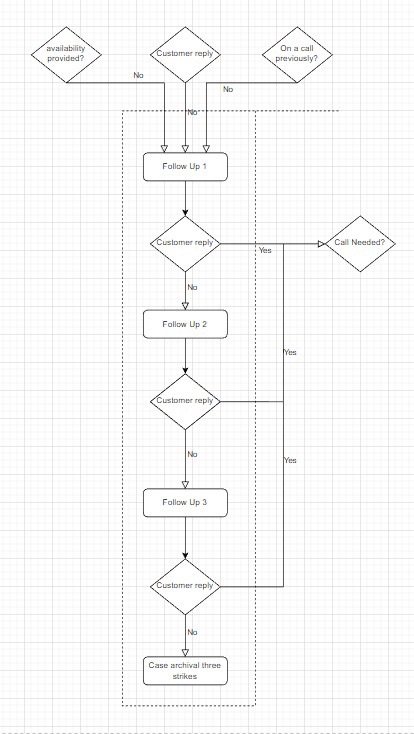 availability
provided?
Customer reply
On a call
previously?
No
No
No
Follow Up 1
Customer reply
Yes
Call Needed?
No
Follow Up 2
Yes
Customer reply
No
Yes
Follow Up 3
Customer reply
No
Case archival three
strikes